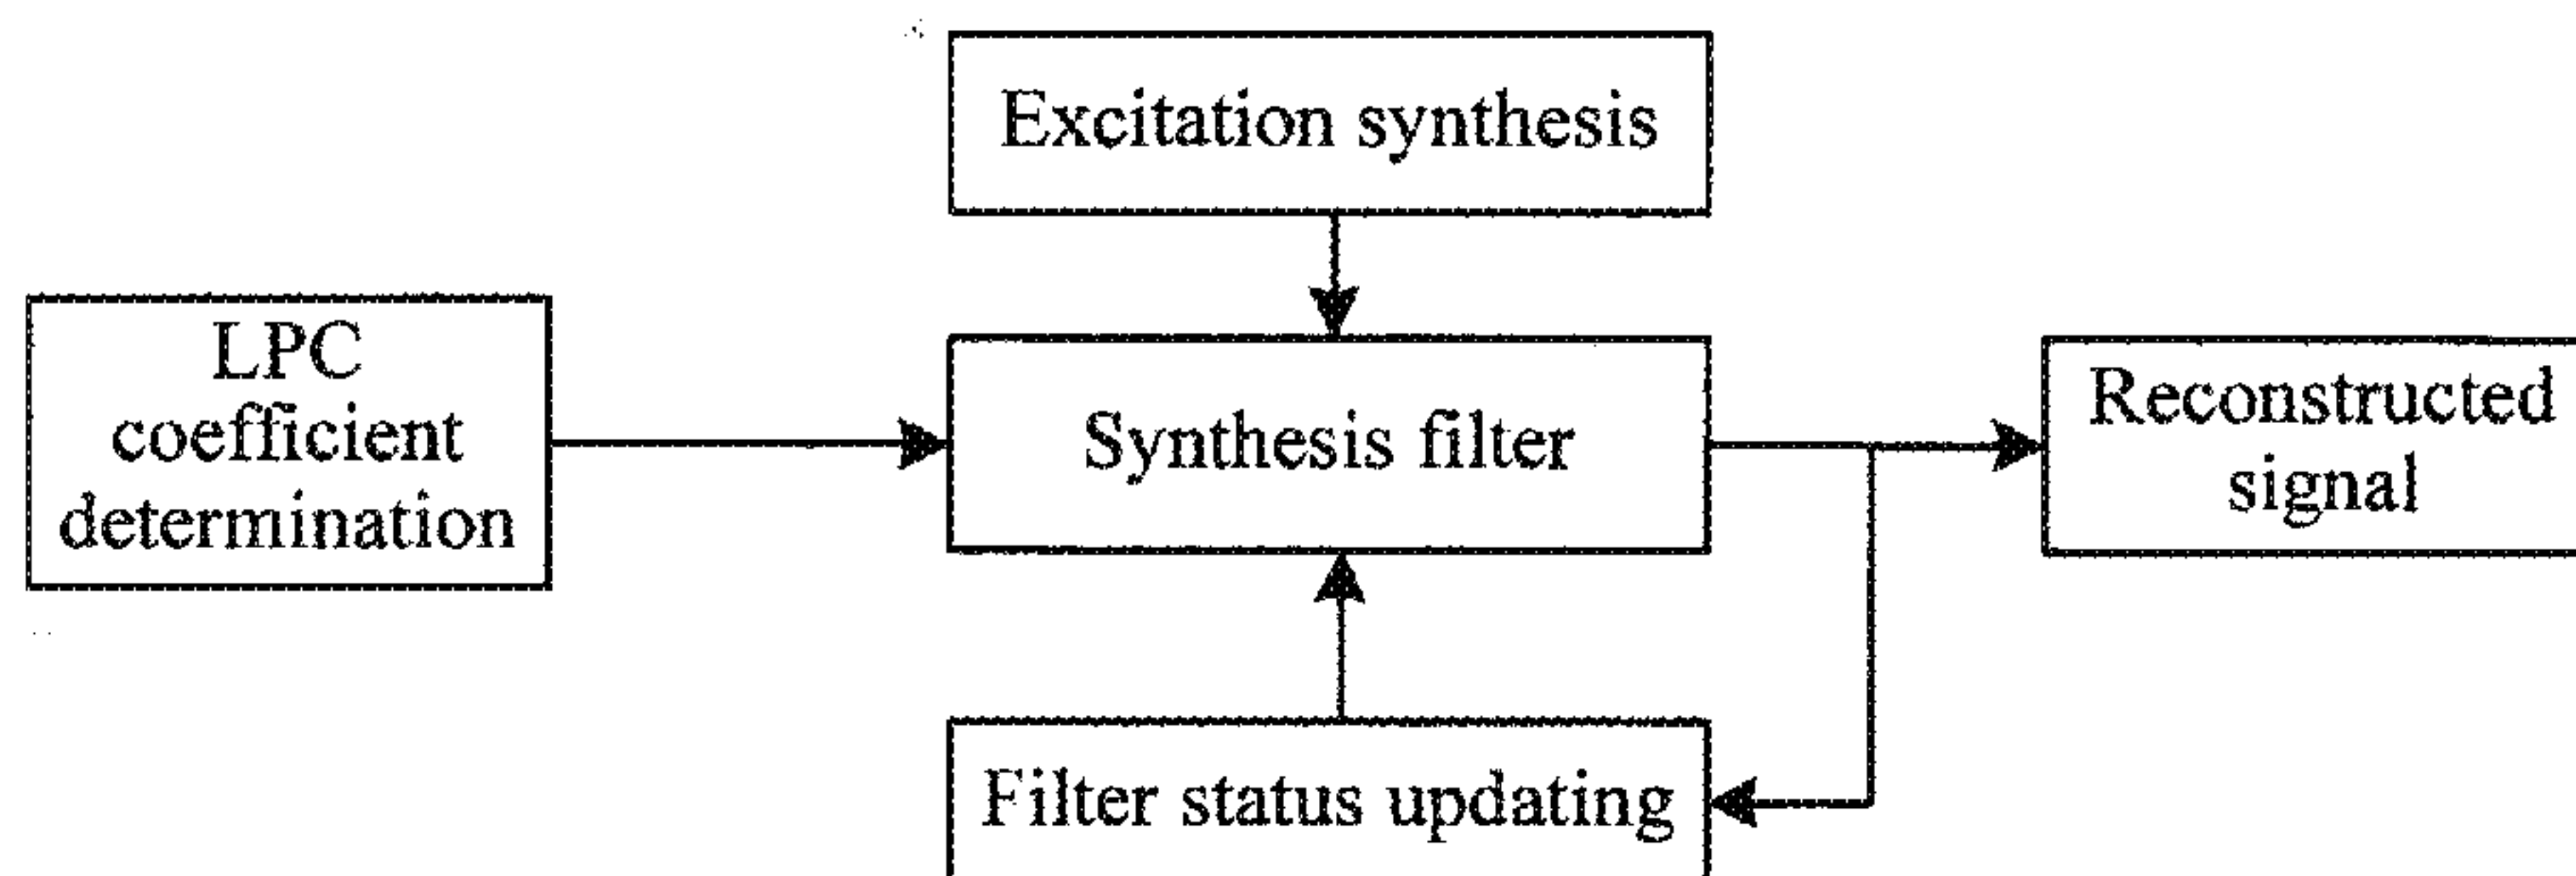 Excitation synthesis
LPC
coefficient
determination
Synthesis filter
Reconstructed
signal
Filter status updating